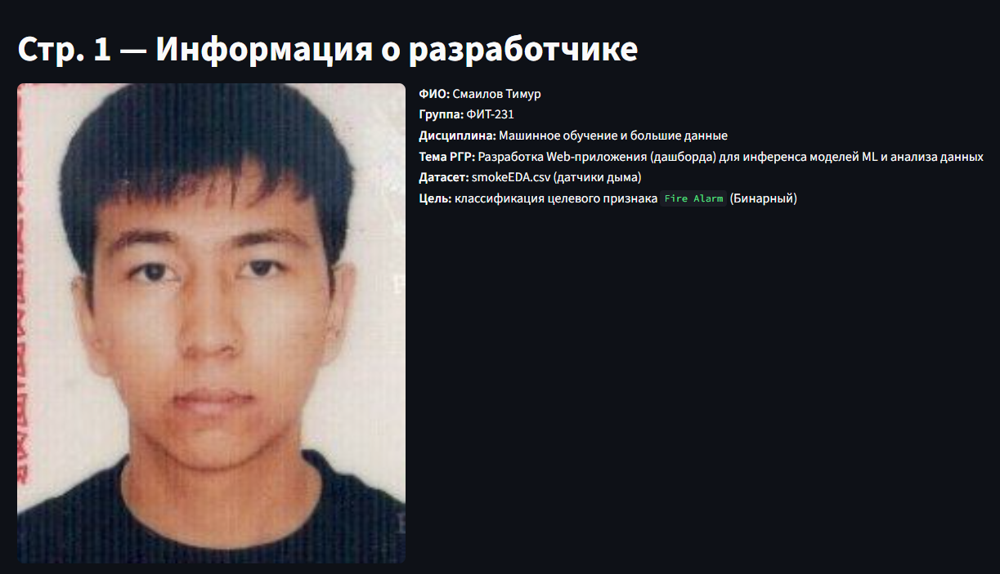 Стр. 1 — Информация о разработчике
ФИО: Смаилов Тимур
Группа: ФИТ-231
Дисциплина: Машинное обучение и большие данные
Тема РГР: Разработка Web-приложения (дашборда) для инференса моделей ML и анализа данных
Датасет: smokeEDA.csv (датчики дыма)
Цель: классификация целевого признака Fire Alarm (Бинарный)